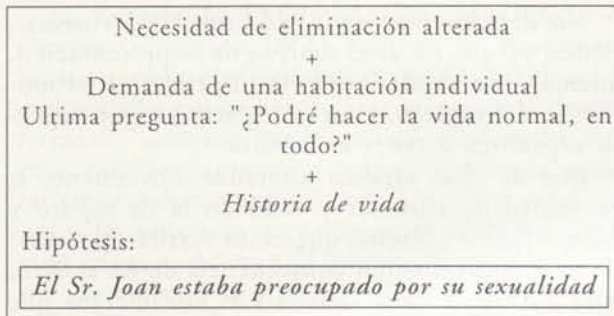 Necesidad de eliminación alterada
+
Demanda de una habitación individual
Ultima pregunta: "¿Podré hacer la vida normal, en
todo?"
+
Historia de vida
Hipótesis:
El Sr. Joan estaba preocupado por su sexualidad